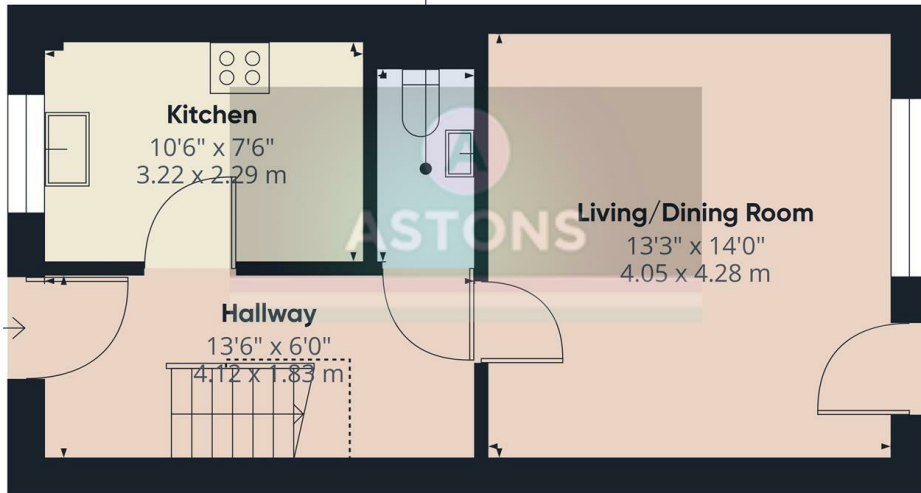 Kitchen
10'6" x 7'6"
3.22 x 2.29 m
A
ASTONS
Living/Dining Room
13'3" x 14'0"
4.05 x 4.28 m
Hallway
13'6" x 6'0"
4.12 x 1.83 m